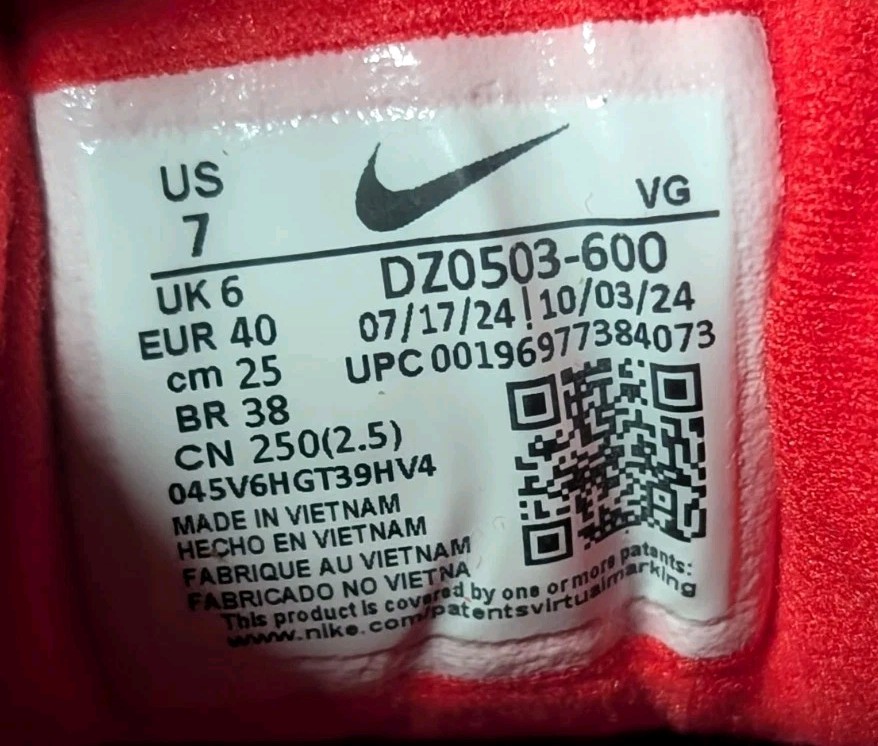 US
7
VG
UK 6
EUR 40
cm 25
BR 38
CN 250(2.5)
DZ0503-600
07/17/24!10/03/24
UPC 00196977384073
045V6HGT39HV4
MADE IN VIETNAM
HECHO EN VIETNAM
FABRIQUE AU VIETNAM
FABRICADO NO VIETNA
This product is covered by one or more patents:
www.nike.com/patentsvirtualmarking